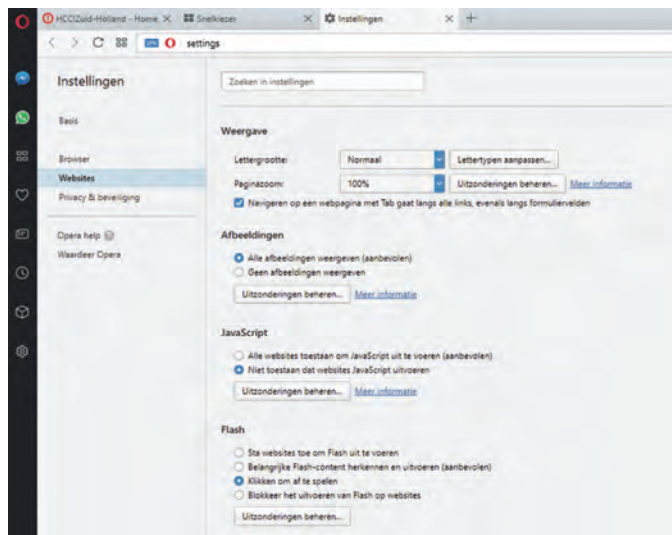 HCC!Zuid-Holland - Home
Snelkiezer
Instellingen
VPN
settings
Instellingen
Zoeken in instellingen
Basis
Browser
Websites
Privacy & beveiliging
Opera help
Waardeer Opera
Weergave
Lettergrootte: Normaal Lettertypen aanpassen...
Paginazoom: 100% Uitzonderingen beheren... Meer informatie
Navigeren op een webpagina met Tab gaat langs alle links, evenals langs formuliervelden
Afbeeldingen
Alle afbeeldingen weergeven (aanbevolen)
Geen afbeeldingen weergeven
Uitzonderingen beheren... Meer informatie
JavaScript
Alle websites toestaan om JavaScript uit te voeren (aanbevolen)
Niet toestaan dat websites JavaScript uitvoeren
Uitzonderingen beheren... Meer informatie
Flash
Sta websites toe om Flash uit te voeren
Belangrijke Flash-content herkennen en uitvoeren (aanbevolen)
Klikken om af te spelen
Blokkeer het uitvoeren van Flash op websites
Uitzonderingen beheren...